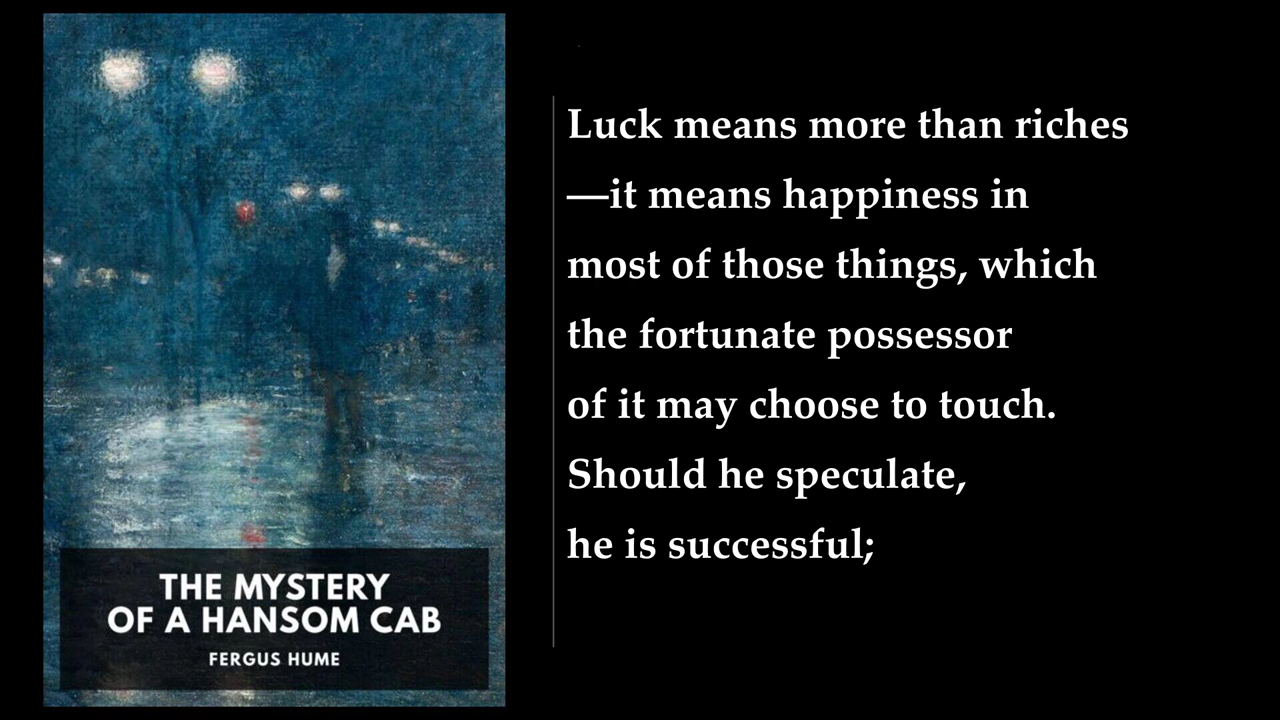 THE MYSTERY
OF A HANSOM CAB
FERGUS HUME
Luck means more than riches
—it means happiness in
most of those things, which
the fortunate possessor
of it may choose to touch.
Should he speculate,
he is successful;